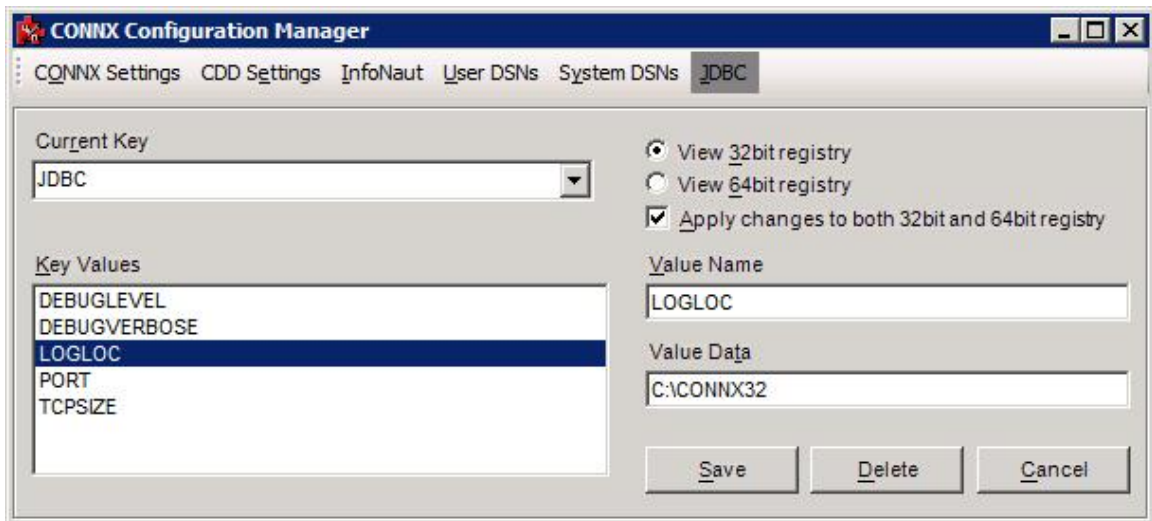 CONNX Configuration Manager
CONNX Settings CDD Settings InfoNaut User DSNs System DSNs JDBC
Current Key
JDBC
View 32bit registry
View 64bit registry
Apply changes to both 32bit and 64bit registry
Key Values
DEBUGLEVEL
DEBUGVERBOSE
LOGLOC
PORT
TCPSIZE
Value Name
LOGLOC
Value Data
C:\CONNX32
Save Delete Cancel